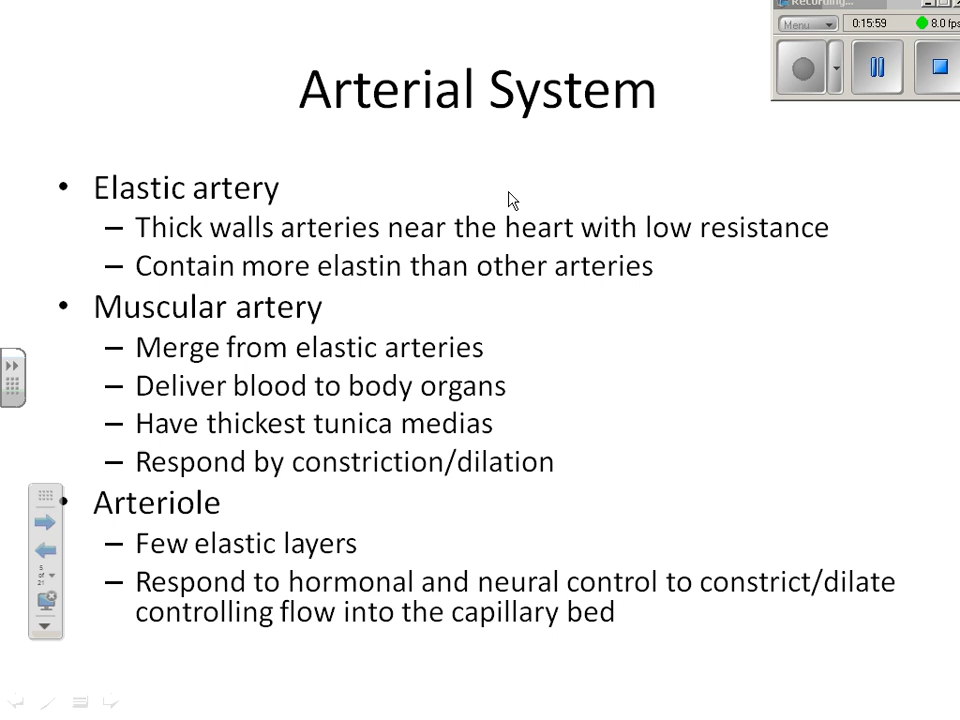 Recording...
Menu
0:15:59
8.0 fps
Arterial System
• Elastic artery
– Thick walls arteries near the heart with low resistance
– Contain more elastin than other arteries
• Muscular artery
– Merge from elastic arteries
– Deliver blood to body organs
– Have thickest tunica medias
– Respond by constriction/dilation
• Arteriole
– Few elastic layers
– Respond to hormonal and neural control to constrict/dilate
controlling flow into the capillary bed
5
of
21